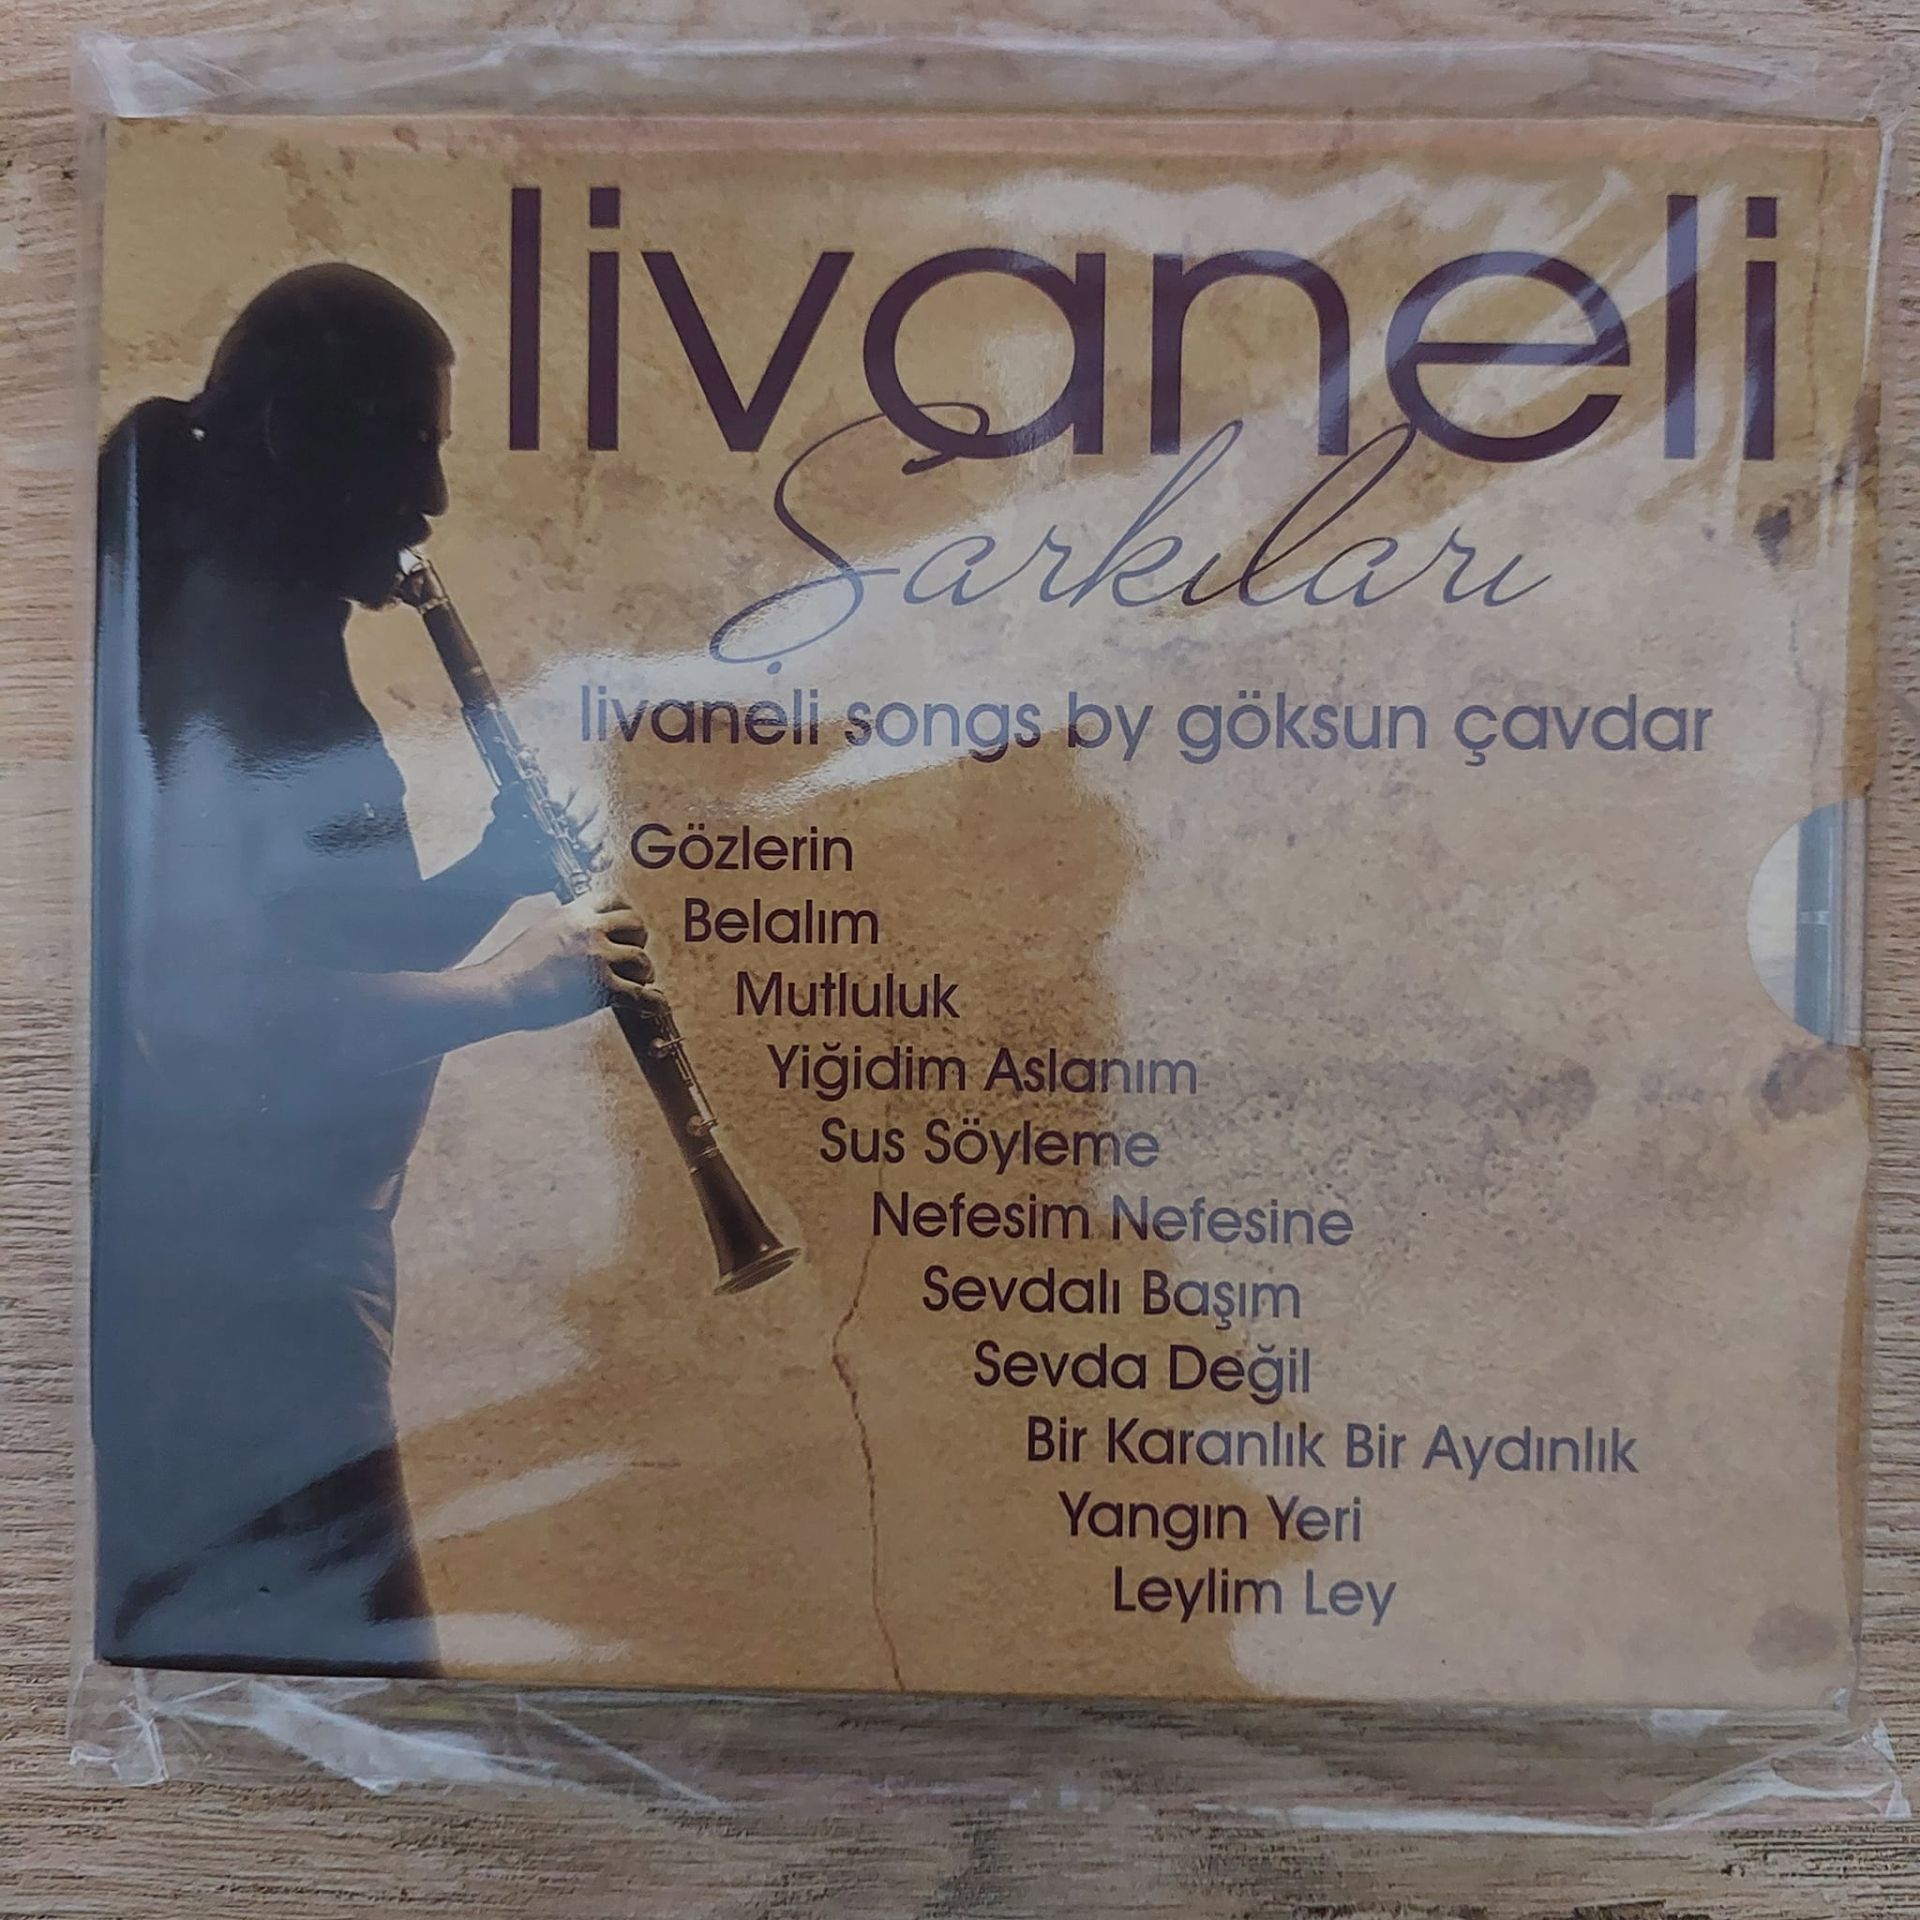 livaneli
Şarkıları
livaneli songs by göksun çavdar
Gözlerin
Belalım
Mutluluk
Yiğidim Aslanım
Sus Söyleme
Nefesim Nefesine
Sevdalı Başım
Sevda Değil
Bir Karanlık Bir Aydınlık
Yangın Yeri
Leylim Ley